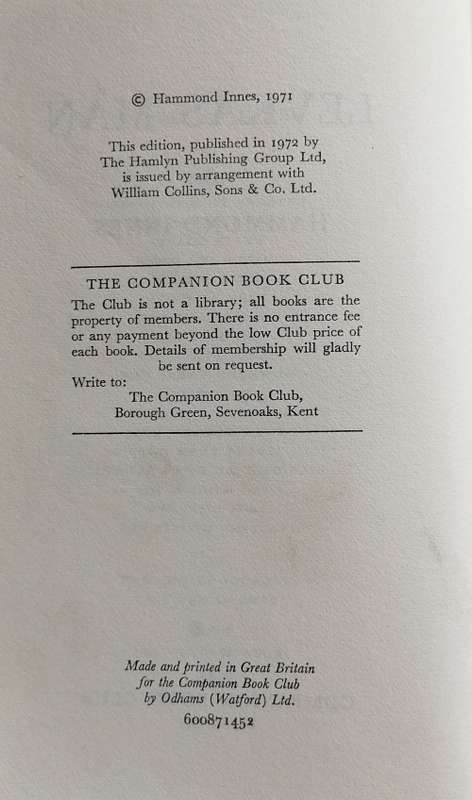 © Hammond Innes, 1971
This edition, published in 1972 by
The Hamlyn Publishing Group Ltd,
is issued by arrangement with
William Collins, Sons & Co. Ltd.
THE COMPANION BOOK CLUB
The Club is not a library; all books are the
property of members. There is no entrance fee
or any payment beyond the low Club price of
each book. Details of membership will gladly
be sent on request.
Write to:
The Companion Book Club,
Borough Green, Sevenoaks, Kent
Made and printed in Great Britain
for the Companion Book Club
by Odhams (Watford) Ltd.
600871452